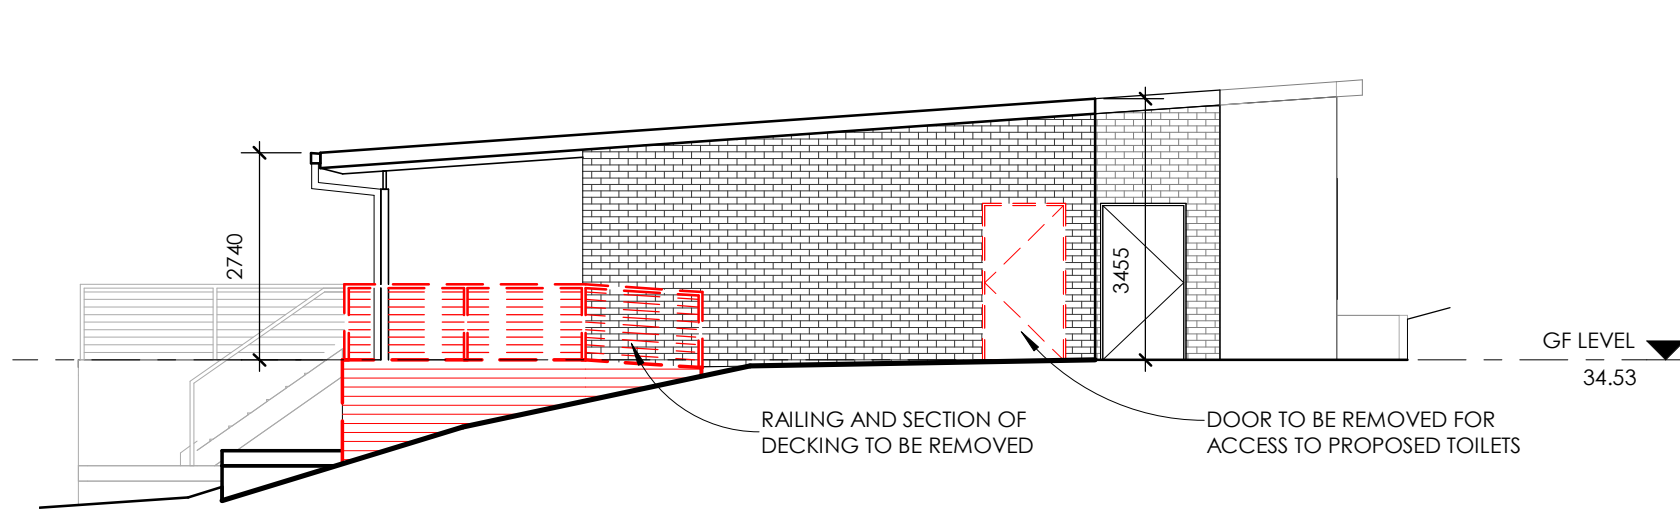 2740
3455
GF LEVEL
34.53
RAILING AND SECTION OF
DECKING TO BE REMOVED
DOOR TO BE REMOVED FOR
ACCESS TO PROPOSED TOILETS